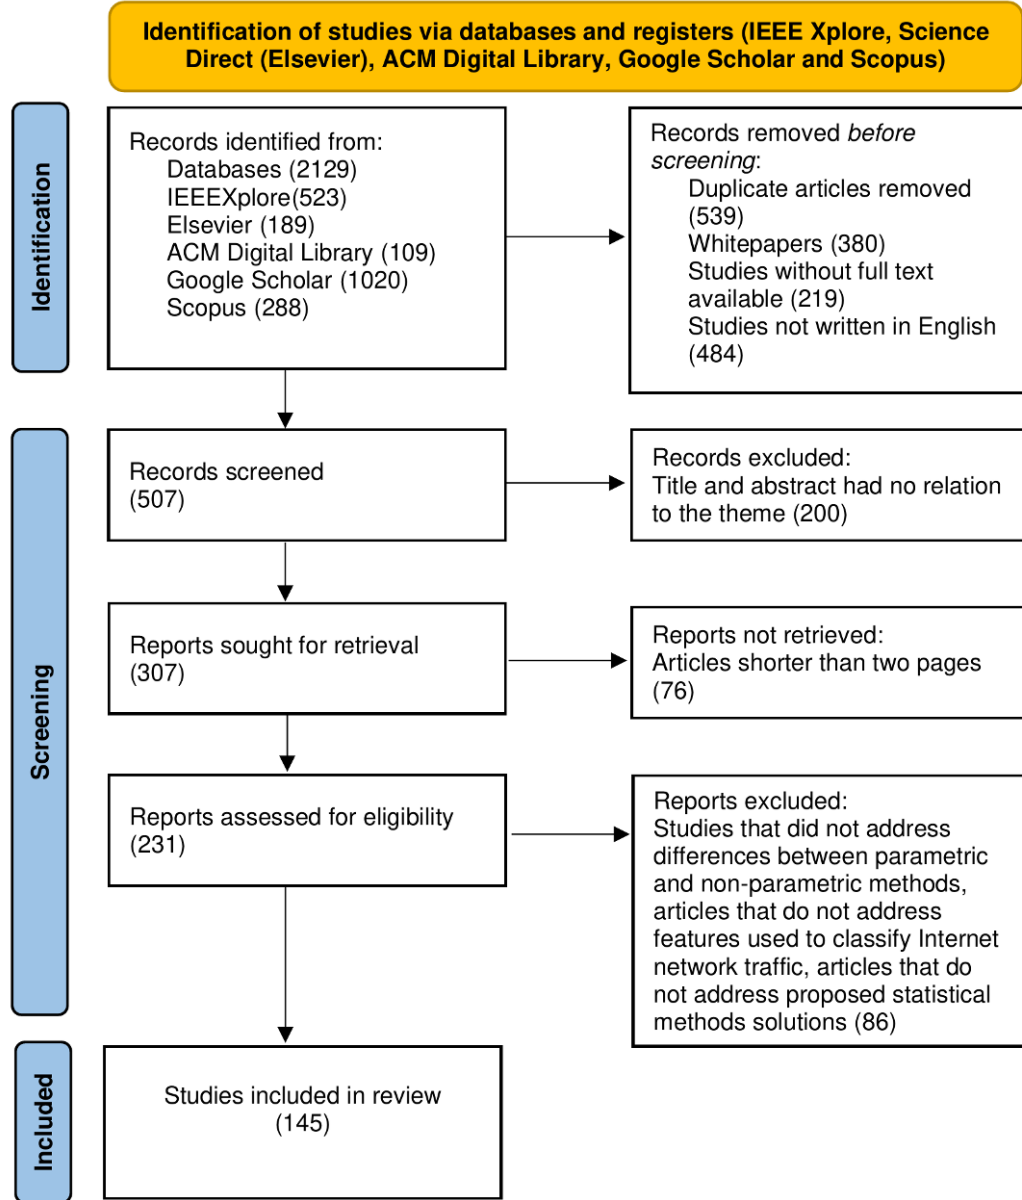 Identification of studies via databases and registers (IEEE Xplore, Science
Direct (Elsevier), ACM Digital Library, Google Scholar and Scopus)
Identification
Records identified from:
Databases (2129)
IEEEXplore(523)
Elsevier (189)
ACM Digital Library (109)
Google Scholar (1020)
Scopus (288)
Records removed before
screening:
Duplicate articles removed
(539)
Whitepapers (380)
Studies without full text
available (219)
Studies not written in English
(484)
Screening
Records screened
(507)
Records excluded:
Title and abstract had no relation
to the theme (200)
Reports sought for retrieval
(307)
Reports not retrieved:
Articles shorter than two pages
(76)
Reports assessed for eligibility
(231)
Reports excluded:
Studies that did not address
differences between parametric
and non-parametric methods,
articles that do not address
features used to classify Internet
network traffic, articles that do
not address proposed statistical
methods solutions (86)
Included
Studies included in review
(145)